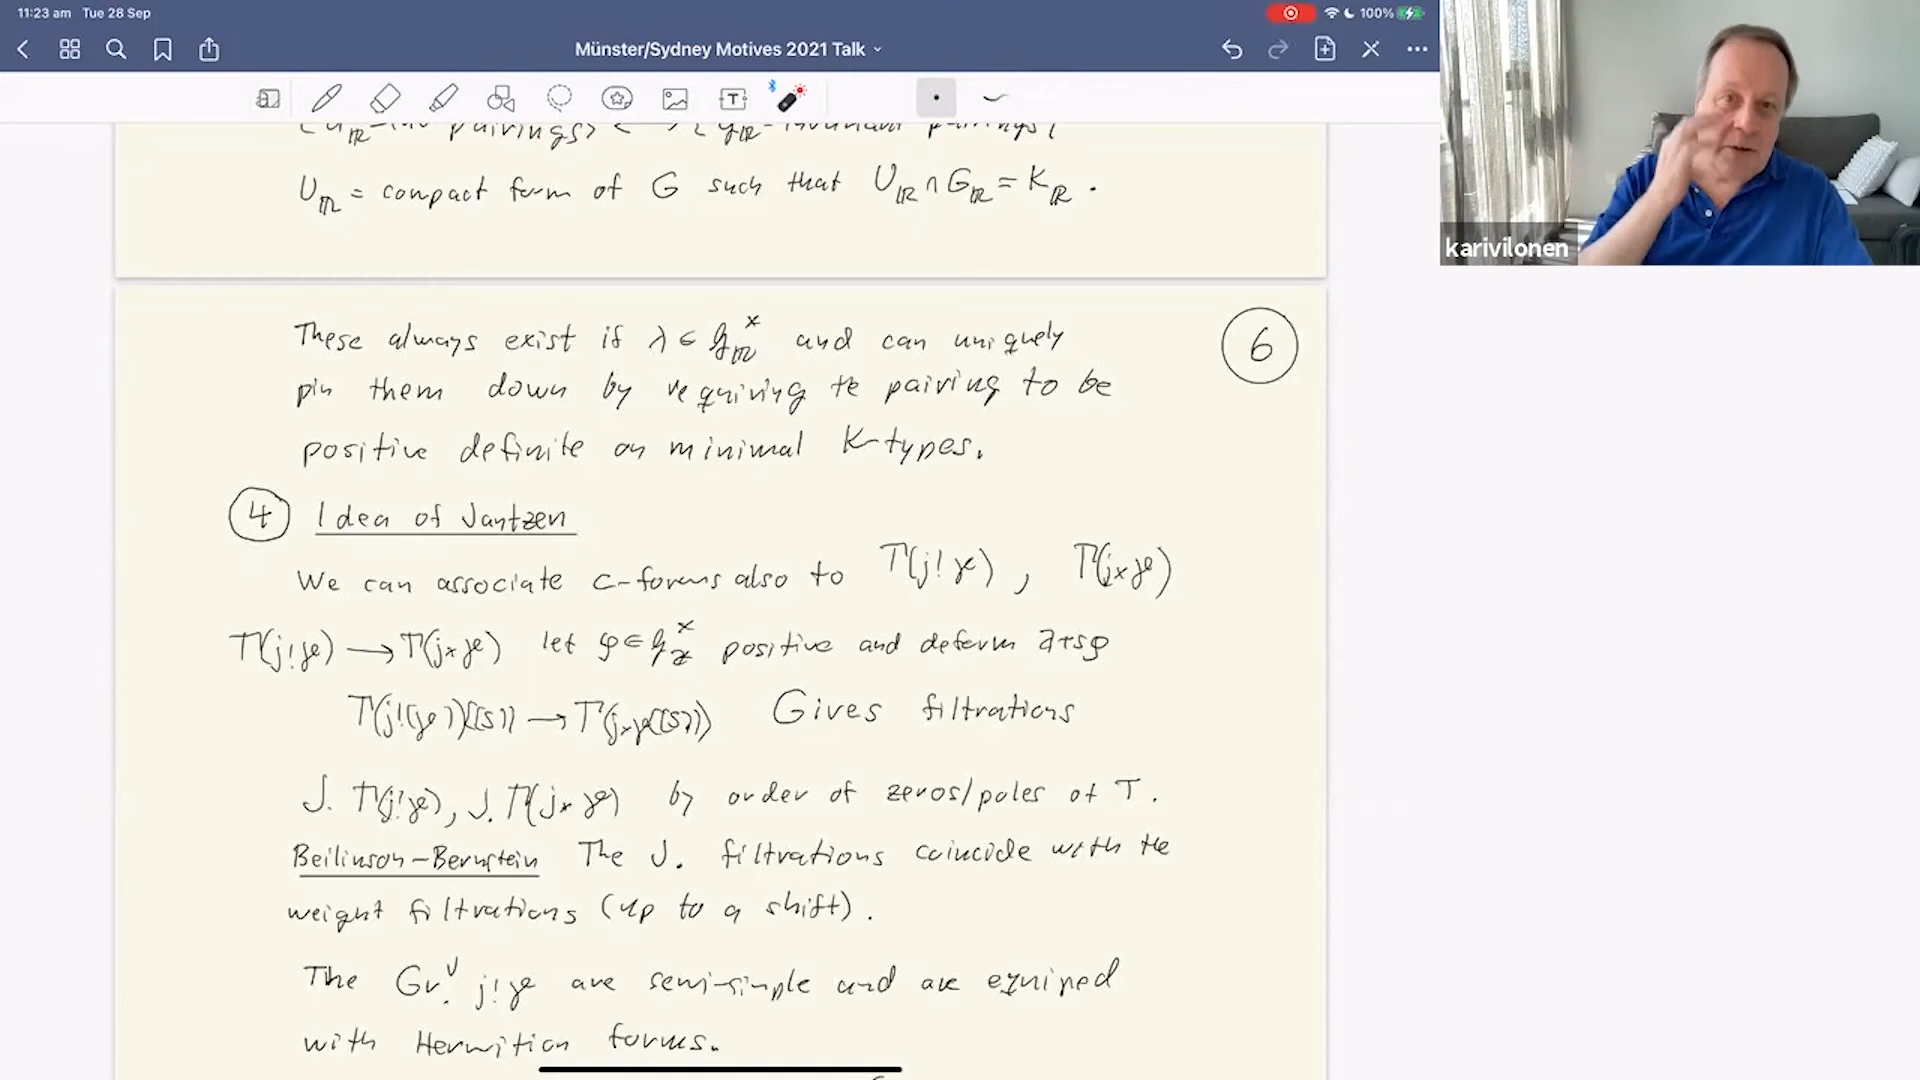 11:23 am Tue 28 Sep
100%
Münster/Sydney Motives 2021 Talk
karivilonen
U_ℝ = compact form of G such that U_ℝ ∩ G_ℝ = K_ℝ .
6
These always exist if λ ∈ 𝔥_ℝ^* and can uniquely
pin them down by requiring te pairing to be
positive definite on minimal K-types.
4 Idea of Jantzen
We can associate c-forms also to Γ(j!γ) , Γ(j*γ)
Γ(j!γ) → Γ(j*γ) let φ ∈ 𝔥_ℤ^* positive and deform λ+sφ
Γ(j!(γ))[[s]] → Γ(j*γ[[s]]) Gives filtrations
J. Γ(j!γ), J. Γ(j*γ) by order of zeros/poles of T.
Beilinson-Bernstein The J. filtrations coincide with the
weight filtrations (up to a shift).
The Gr.^J j!γ are semi-simple and are equiped
with Hermitian forms.